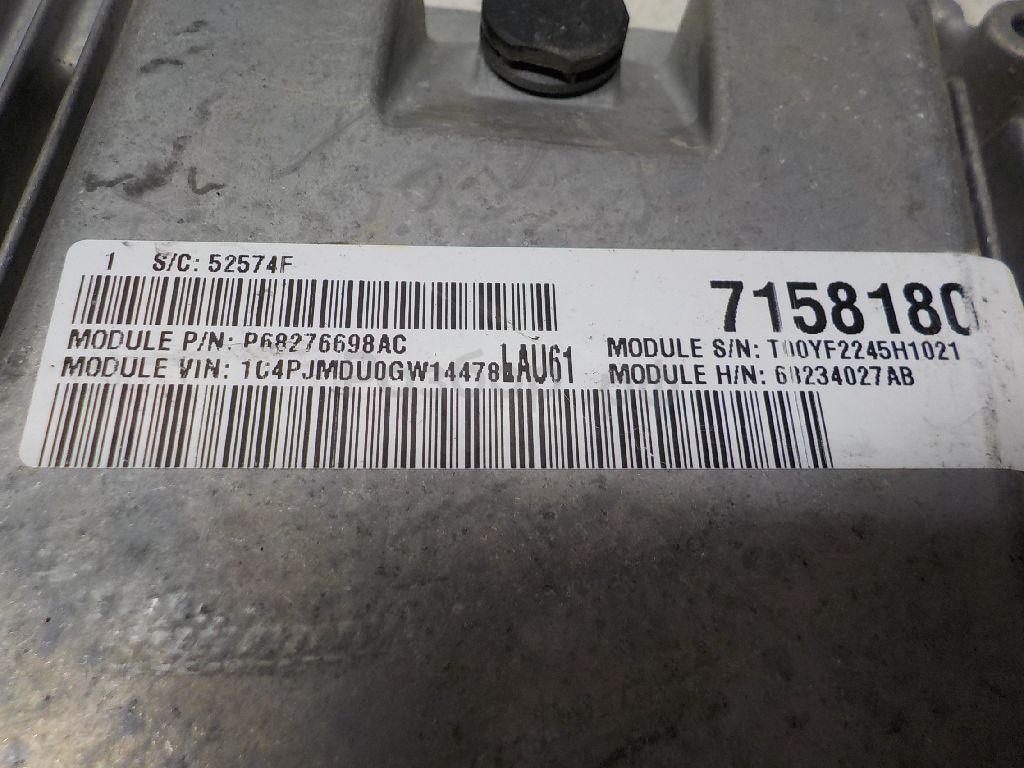 1 S/C: 52574F
7158180
MODULE P/N: P68276698AC
MODULE S/N: T00YF2245H1021
MODULE VIN: 1C4PJMDU0GW14478 LAU61
MODULE H/N: 68234027AB